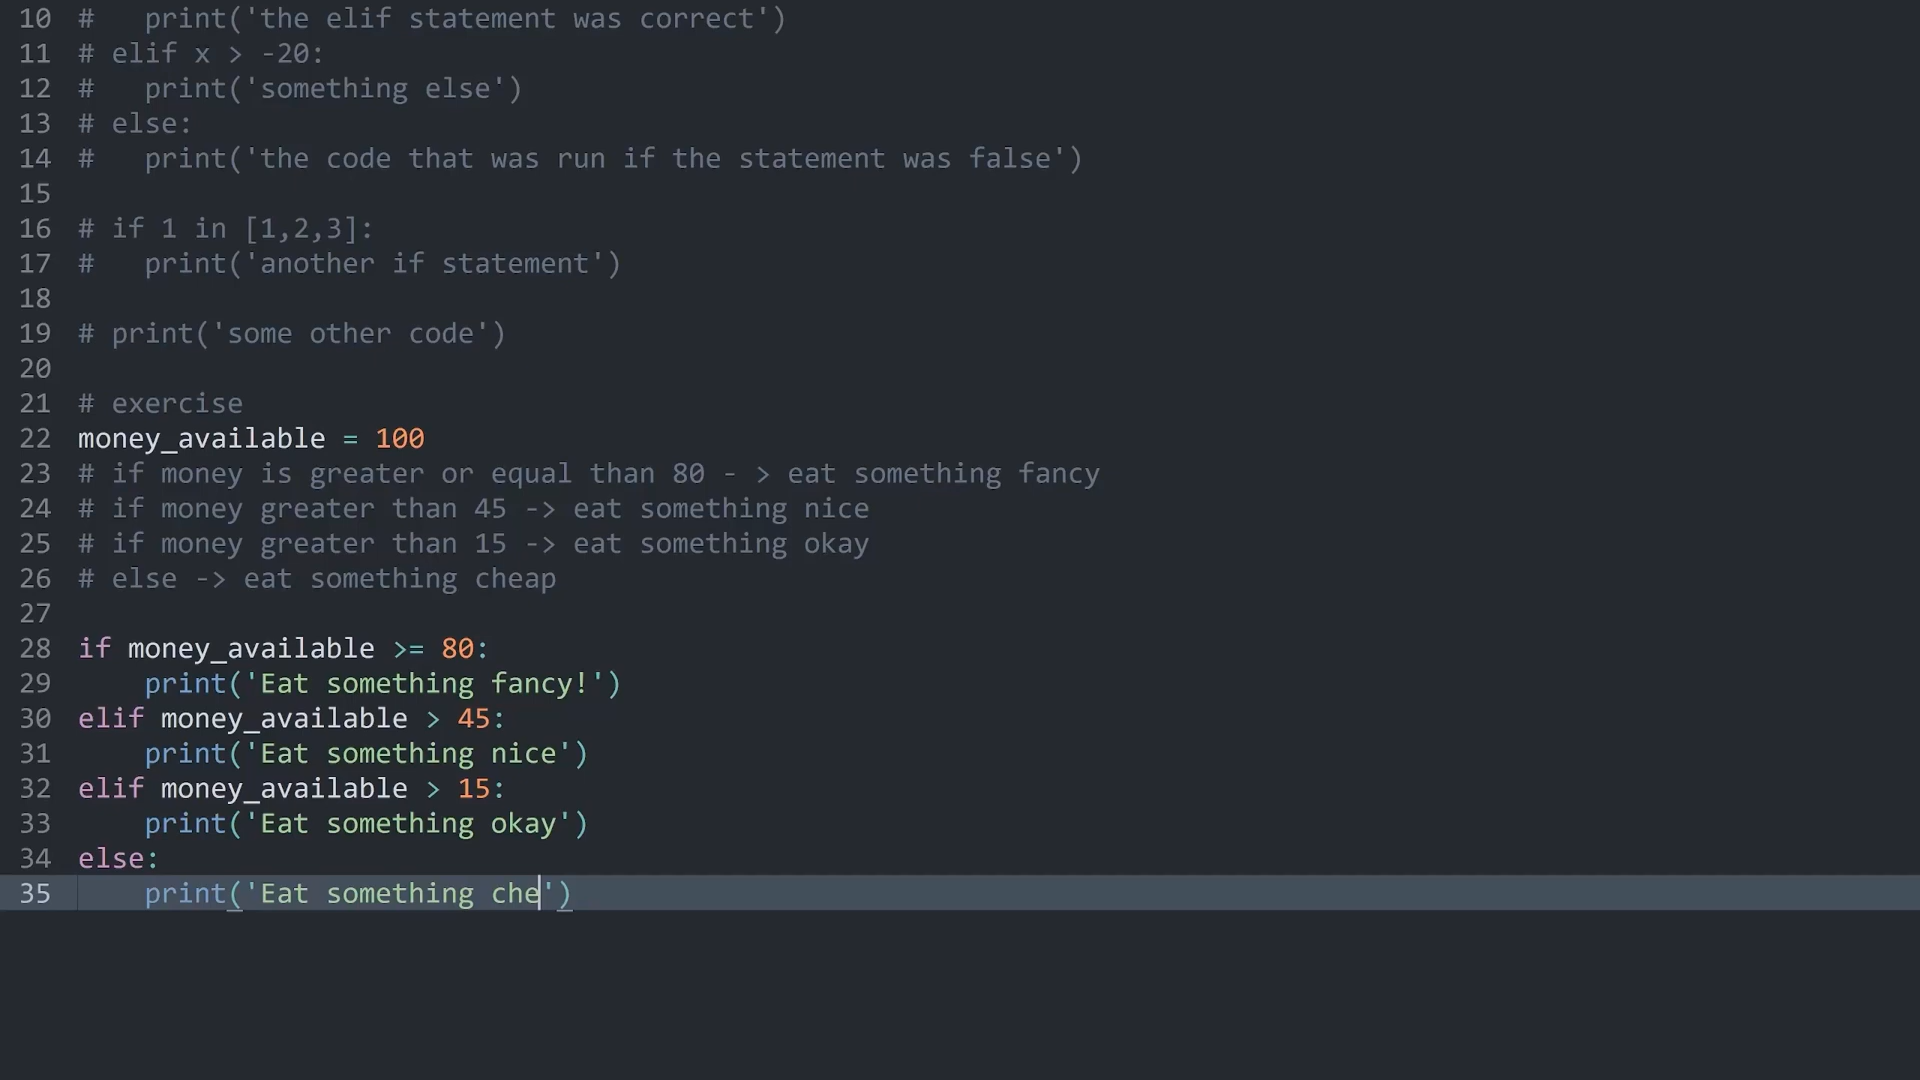 10 #   print('the elif statement was correct')
11 # elif x > -20:
12 #   print('something else')
13 # else:
14 #   print('the code that was run if the statement was false')
15
16 # if 1 in [1,2,3]:
17 #   print('another if statement')
18
19 # print('some other code')
20
21 # exercise
22 money_available = 100
23 # if money is greater or equal than 80 - > eat something fancy
24 # if money greater than 45 -> eat something nice
25 # if money greater than 15 -> eat something okay
26 # else -> eat something cheap
27
28 if money_available >= 80:
29     print('Eat something fancy!')
30 elif money_available > 45:
31     print('Eat something nice')
32 elif money_available > 15:
33     print('Eat something okay')
34 else:
35     print('Eat something che')